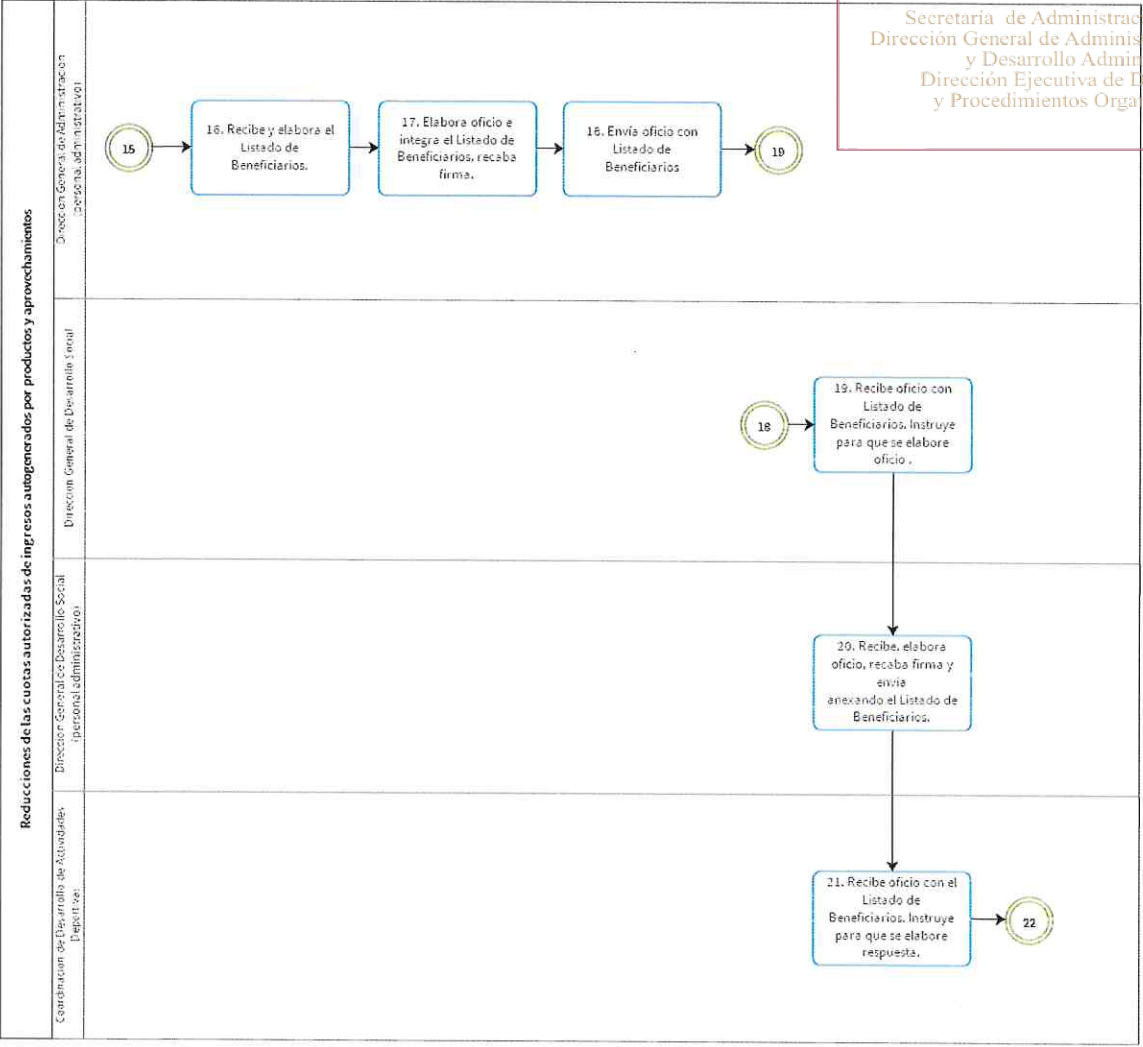 Secretaría de Administrac
Dirección General de Adminis
y Desarrollo Admin
Dirección Ejecutiva de D
y Procedimientos Orga
Reducciones de las cuotas autorizadas de ingresos autogenerados por productos y aprovechamientos
Dirección General de Administración
(personal administrativo)
15
16. Recibe y elabora el
Listado de
Beneficiarios.
17. Elabora oficio e
integra el Listado de
Beneficiarios, recaba
firma.
18. Envía oficio con
Listado de
Beneficiarios
19
Dirección General de Desarrollo Social
18
19. Recibe oficio con
Listado de
Beneficiarios. Instruye
para que se elabore
oficio .
Dirección General de Desarrollo Social
(personal administrativo)
20. Recibe, elabora
oficio, recaba firma y
envía
anexando el Listado de
Beneficiarios.
Coordinación de Desarrollo de Actividades
Deportivas
21. Recibe oficio con el
Listado de
Beneficiarios. Instruye
para que se elabore
respuesta.
22